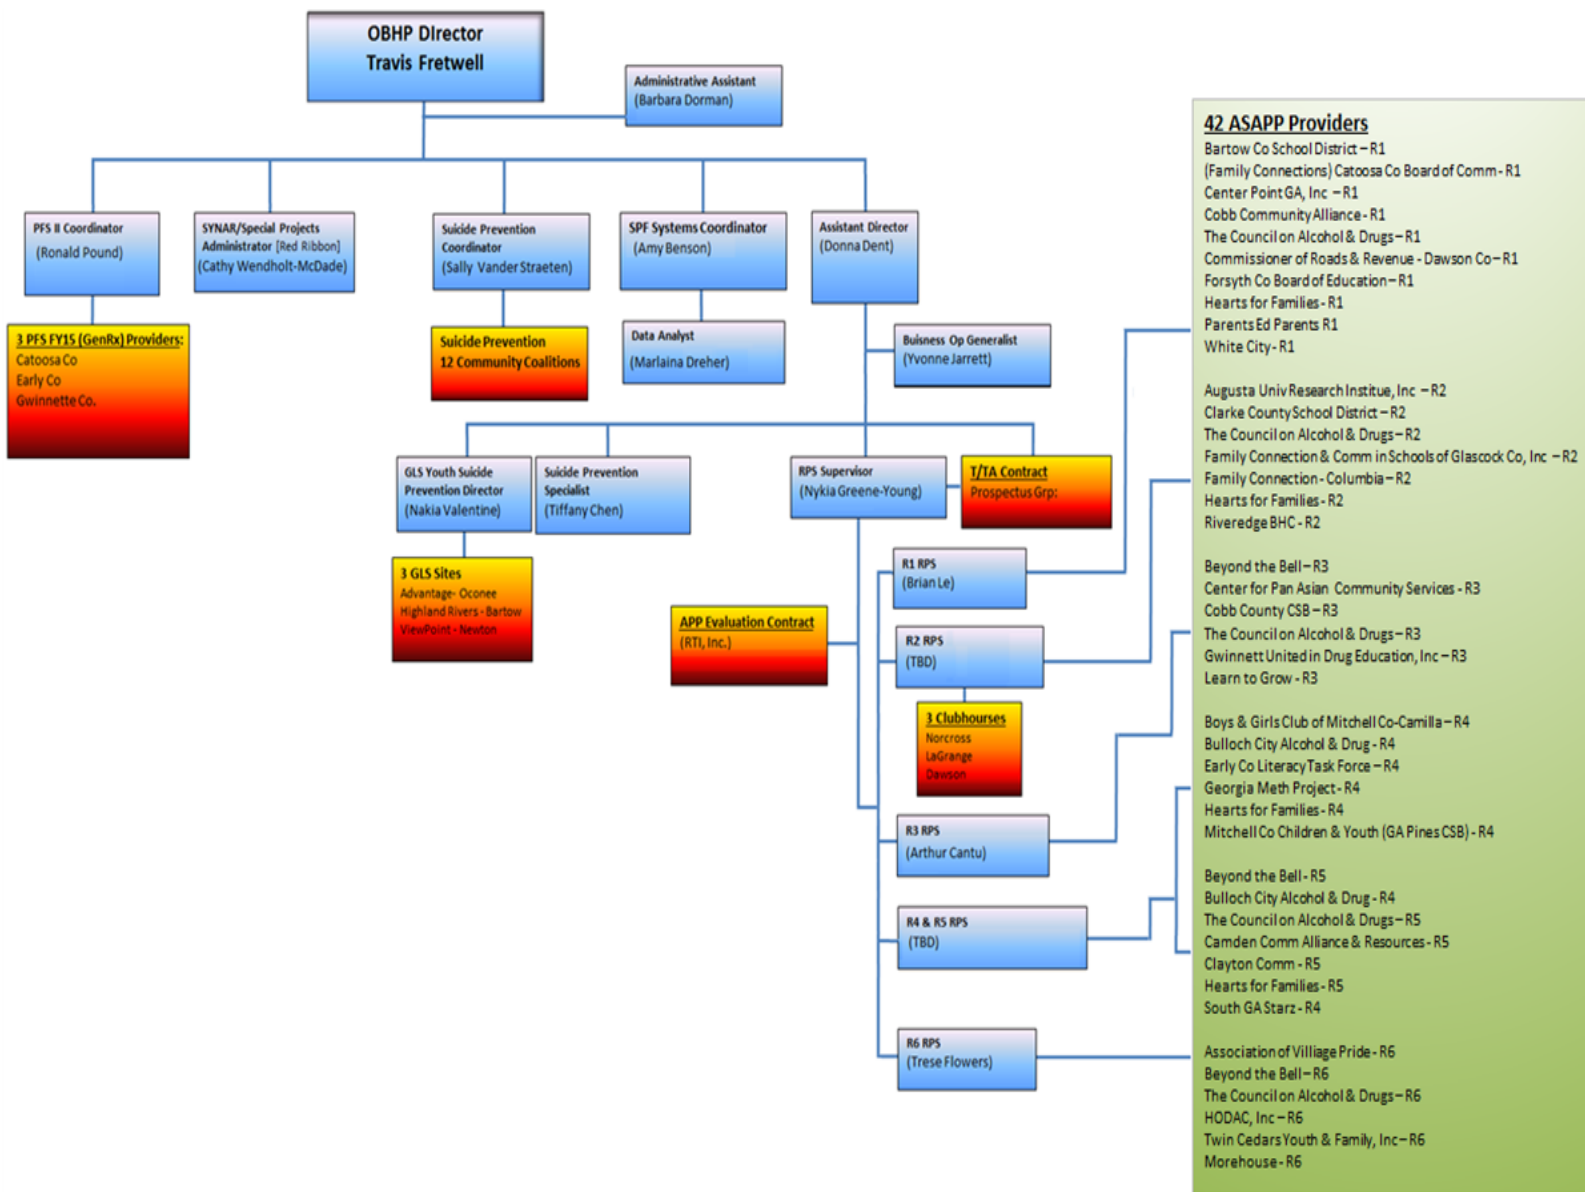 OBHP DIrector
Travis Fretwell
Administrative Assistant
(Barbara Dorman)
PFS II Coordinator
(Ronald Pound)
SYNAR/Special Projects
Administrator [Red Ribbon]
(Cathy Wendholt-McDade)
Suicide Prevention
Coordinator
(Sally Vander Straeten)
SPF Systems Coordinator
(Amy Benson)
Assistant Director
(Donna Dent)
3 PFS FY15 (GenRx) Providers:
Catoosa Co
Early Co
Gwinnette Co.
Suicide Prevention
12 Community Coalitions
Data Analyst
(Marlaina Dreher)
Buisness Op Generalist
(Yvonne Jarrett)
GLS Youth Suicide
Prevention Director
(Nakia Valentine)
Suicide Prevention
Specialist
(Tiffany Chen)
RPS Supervisor
(Nykia Greene-Young)
T/TA Contract
Prospectus Grp:
3 GLS Sites
Advantage- Oconee
Highland Rivers - Bartow
ViewPoint - Newton
APP Evaluation Contract
(RTI, Inc.)
R1 RPS
(Brian Le)
R2 RPS
(TBD)
3 Clubhourses
Norcross
LaGrange
Dawson
R3 RPS
(Arthur Cantu)
R4 & R5 RPS
(TBD)
R6 RPS
(Trese Flowers)
42 ASAPP Providers
Bartow Co School District – R1
(Family Connections) Catoosa Co Board of Comm - R1
Center Point GA, Inc – R1
Cobb Community Alliance - R1
The Council on Alcohol & Drugs – R1
Commissioner of Roads & Revenue - Dawson Co – R1
Forsyth Co Board of Education – R1
Hearts for Families - R1
Parents Ed Parents R1
White City - R1
Augusta Univ Research Institue, Inc – R2
Clarke County School District – R2
The Council on Alcohol & Drugs – R2
Family Connection & Comm in Schools of Glascock Co, Inc – R2
Family Connection - Columbia – R2
Hearts for Families - R2
Riveredge BHC - R2
Beyond the Bell – R3
Center for Pan Asian Community Services - R3
Cobb County CSB – R3
The Council on Alcohol & Drugs – R3
Gwinnett United in Drug Education, Inc – R3
Learn to Grow - R3
Boys & Girls Club of Mitchell Co-Camilla – R4
Bulloch City Alcohol & Drug - R4
Early Co Literacy Task Force – R4
Georgia Meth Project - R4
Hearts for Families - R4
Mitchell Co Children & Youth (GA Pines CSB) - R4
Beyond the Bell - R5
Bulloch City Alcohol & Drug - R4
The Council on Alcohol & Drugs – R5
Camden Comm Alliance & Resources - R5
Clayton Comm - R5
Hearts for Families - R5
South GA Starz - R4
Association of Villiage Pride - R6
Beyond the Bell – R6
The Council on Alcohol & Drugs – R6
HODAC, Inc – R6
Twin Cedars Youth & Family, Inc – R6
Morehouse - R6